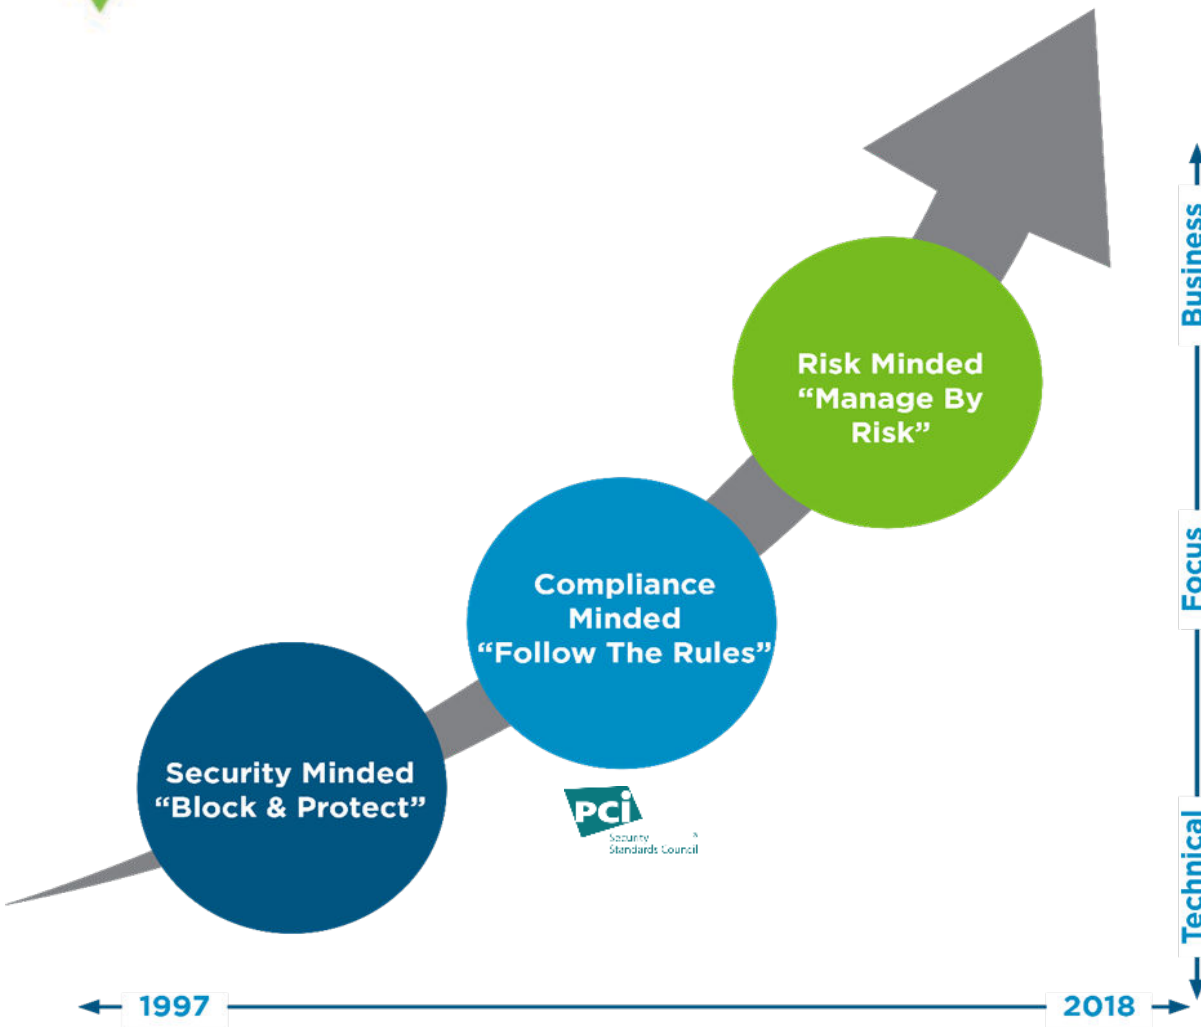 Business
Risk Minded
“Manage By
Risk”
Focus
Compliance
Minded
“Follow The Rules”
Security Minded
“Block & Protect”
PCi
Security
Standards Council
Technical
1997
2018